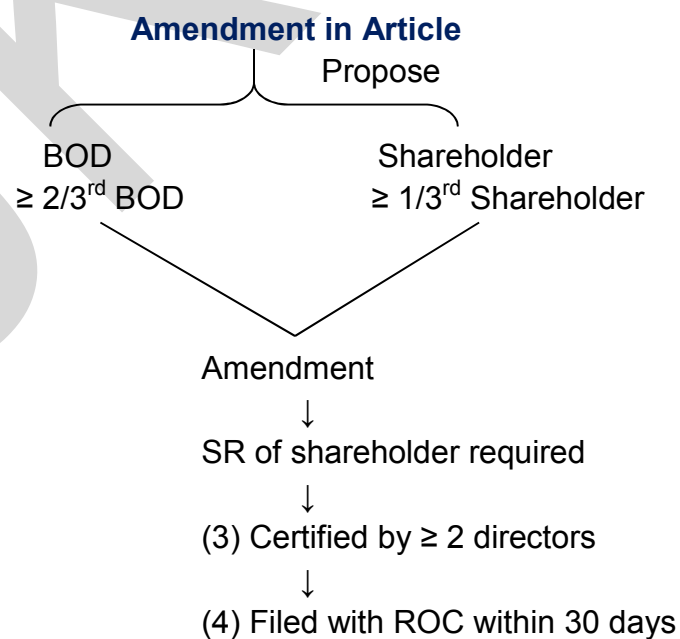 Amendment in Article
Propose
BOD Shareholder
≥ 2/3rd BOD ≥ 1/3rd Shareholder
Amendment
↓
SR of shareholder required
↓
(3) Certified by ≥ 2 directors
↓
(4) Filed with ROC within 30 days